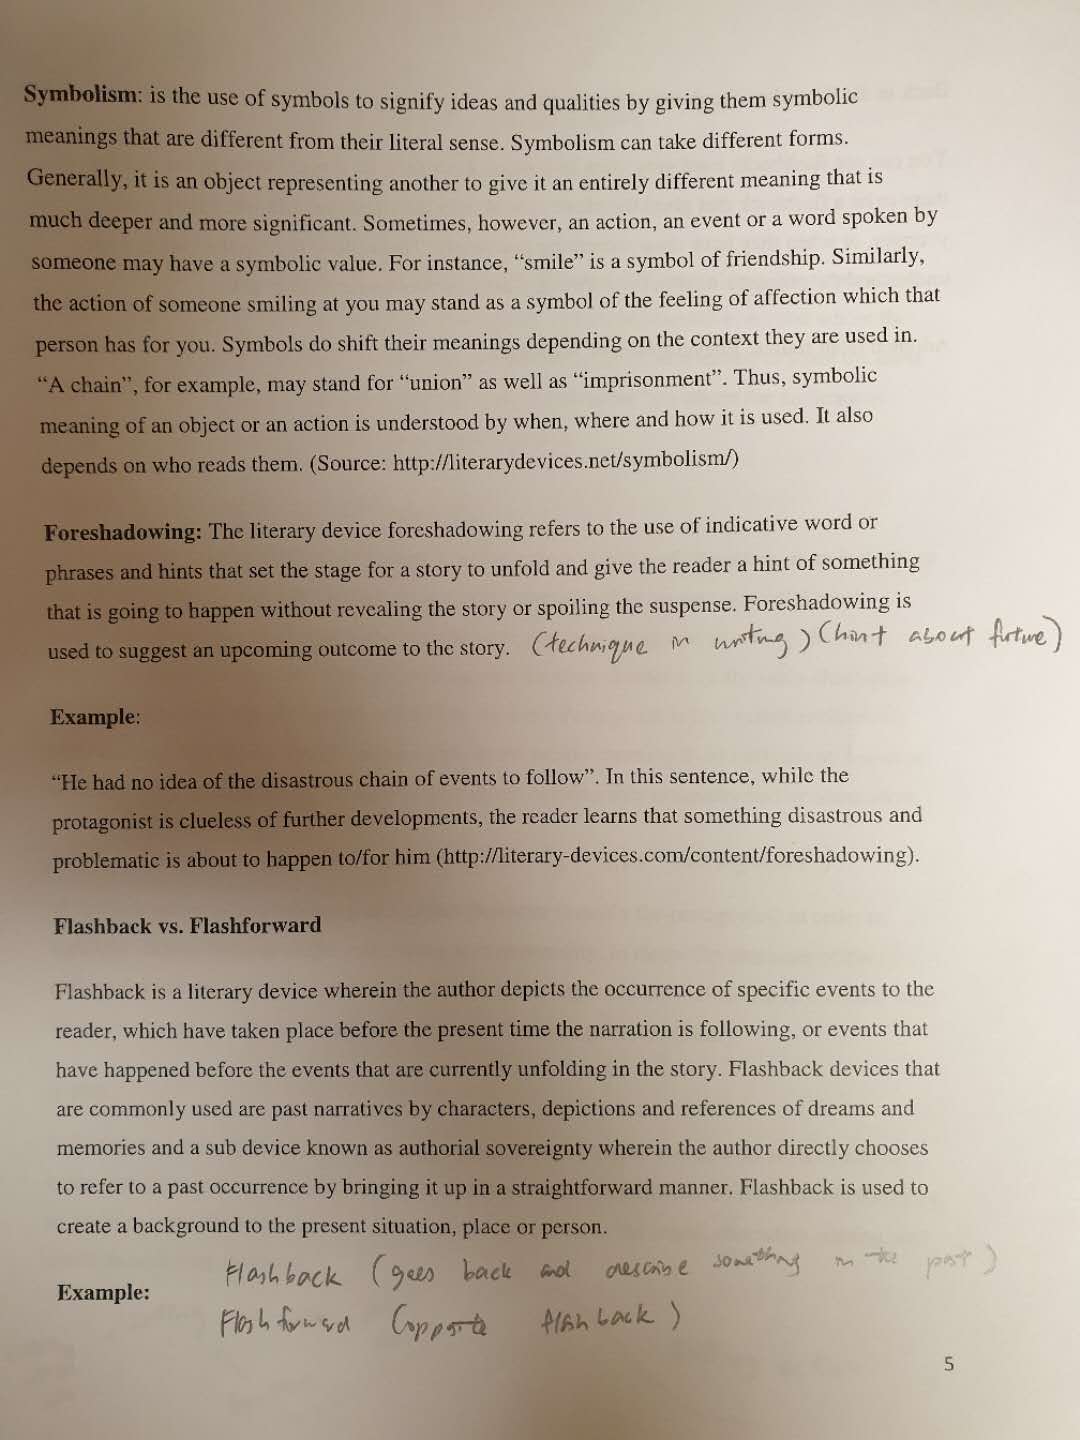 Symbolism: is the use of symbols to signify ideas and qualities by giving them symbolic
meanings that are different from their literal sense. Symbolism can take different forms.
Generally, it is an object representing another to give it an entirely different meaning that is
much deeper and more significant. Sometimes, however, an action, an event or a word spoken by
someone may have a symbolic value. For instance, “smile” is a symbol of friendship. Similarly,
the action of someone smiling at you may stand as a symbol of the feeling of affection which that
person has for you. Symbols do shift their meanings depending on the context they are used in.
“A chain”, for example, may stand for “union” as well as “imprisonment”. Thus, symbolic
meaning of an object or an action is understood by when, where and how it is used. It also
depends on who reads them. (Source: http://literarydevices.net/symbolism/)
Foreshadowing: The literary device foreshadowing refers to the use of indicative word or
phrases and hints that set the stage for a story to unfold and give the reader a hint of something
that is going to happen without revealing the story or spoiling the suspense. Foreshadowing is
used to suggest an upcoming outcome to the story. (technique in writing) (hint about future)
Example:
“He had no idea of the disastrous chain of events to follow”. In this sentence, while the
protagonist is clueless of further developments, the reader learns that something disastrous and
problematic is about to happen to/for him (http://literary-devices.com/content/foreshadowing).
Flashback vs. Flashforward
Flashback is a literary device wherein the author depicts the occurrence of specific events to the
reader, which have taken place before the present time the narration is following, or events that
have happened before the events that are currently unfolding in the story. Flashback devices that
are commonly used are past narratives by characters, depictions and references of dreams and
memories and a sub device known as authorial sovereignty wherein the author directly chooses
to refer to a past occurrence by bringing it up in a straightforward manner. Flashback is used to
create a background to the present situation, place or person.
Flashback (goes back and describe something in the past)
Example:
Flash forward (opposite flash back)
5